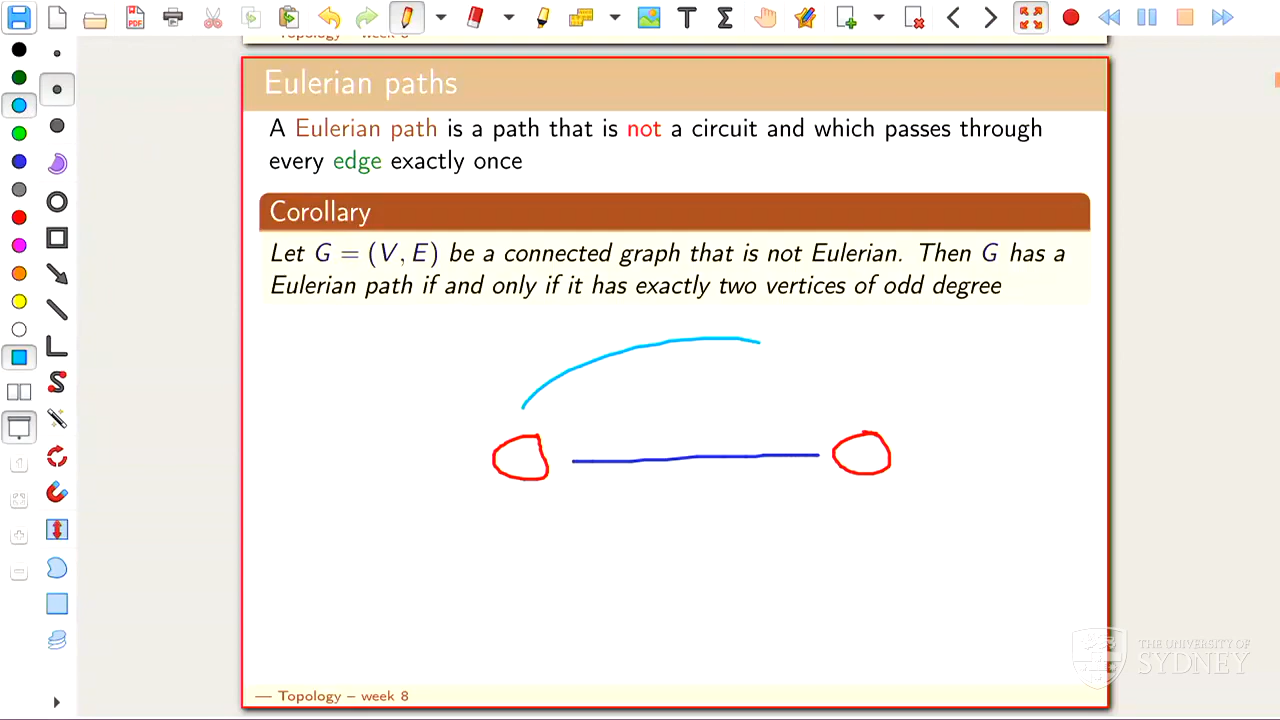 Topology – week 8
Eulerian paths
A Eulerian path is a path that is not a circuit and which passes through
every edge exactly once
Corollary
Let G = (V, E) be a connected graph that is not Eulerian. Then G has a
Eulerian path if and only if it has exactly two vertices of odd degree
THE UNIVERSITY OF
SYDNEY
— Topology – week 8